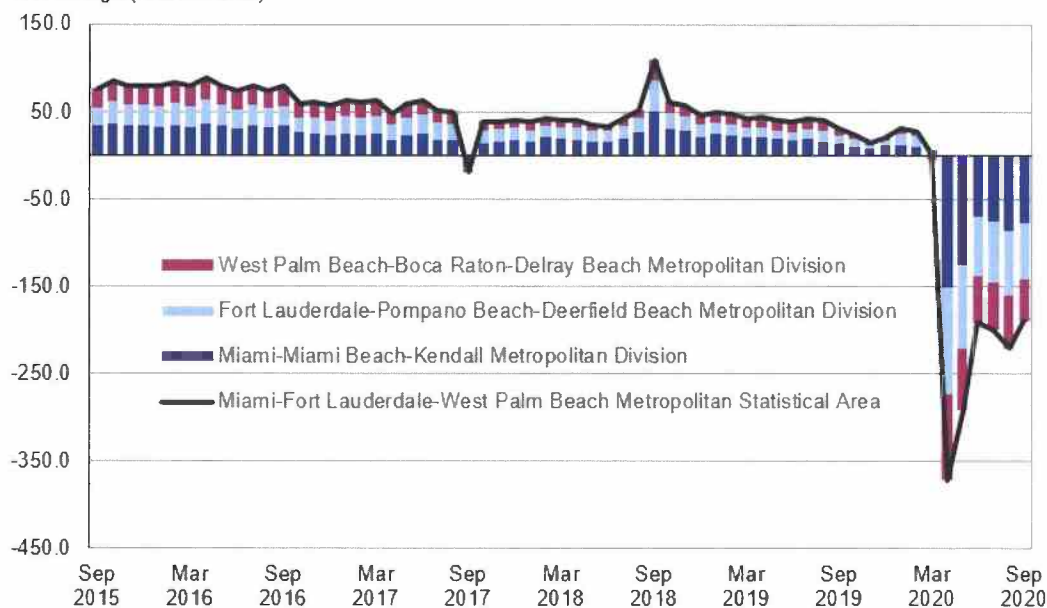 150.0
50.0
-50.0
West Palm Beach-Boca Raton-Delray Beach Metropolitan Division
Fort Lauderdale-Pompano Beach-Deerfield Beach Metropolitan Division
-150.0
Miami-Miami Beach-Kendall Metropolitan Division
Miami-Fort Lauderdale-West Palm Beach Metropolitan Statistical Area
-250.0
-350.0
-450.0
Sep Mar Sep Mar Sep Mar Sep Mar Sep Mar Sep
2015 2016 2016 2017 2017 2018 2018 2019 2019 2020 2020